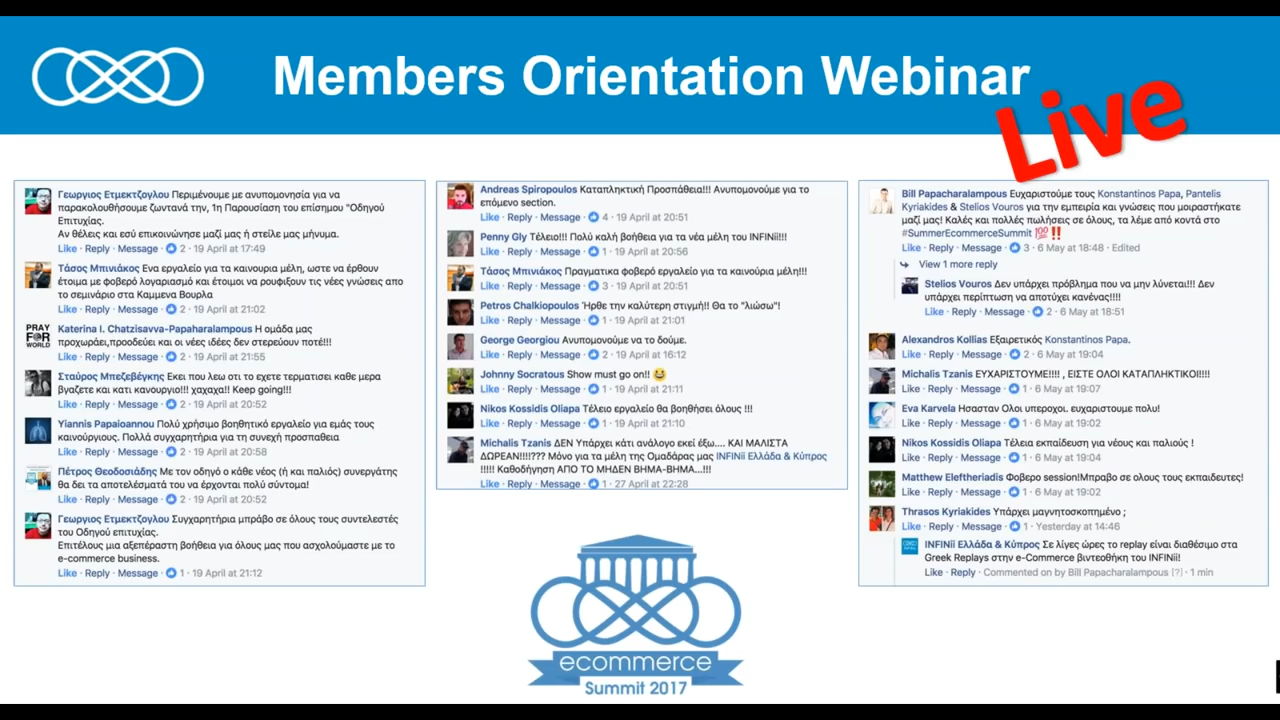 Members Orientation Webinar
Live
Γεωργιος Ετμεκτζογλου Περιμένουμε με ανυπομονησία για να
παρακολουθήσουμε ζωντανά την, 1η Παρουσίαση του επίσημου "Οδηγού
Επιτυχίας.
Αν θέλεις και εσύ επικοινώνησε μαζί μας ή στείλε μας μήνυμα.
Like · Reply · Message · 2 · 19 April at 17:49
Τάσος Μπινιάκος Ενα εργαλείο για τα καινουρια μέλη, ωστε να έρθουν
έτοιμα με φοβερό λογαριασμό και έτοιμοι να ρουφιξουν τις νέες γνώσεις απο
το σεμινάριο στα Καμμενα Βουρλα
Like · Reply · Message · 2 · 19 April at 21:02
PRAY
FOR
WORLD
Katerina I. Chatzisavva-Papaharalampous Η ομάδα μας
προχωράει,προοδεύει και οι νέες ιδέες δεν στερεύουν ποτέ!!!
Like · Reply · Message · 2 · 19 April at 21:55
Σταύρος Μπεζεβέγκης Εκει που λεω οτι το εχετε τερματισει καθε μερα
βγαζετε και κατι κανουργιο!!! χαχαχα!! Keep going!!!
Like · Reply · Message · 2 · 19 April at 20:52
Yiannis Papaioannou Πολύ χρήσιμο βοηθητικό εργαλείο για εμάς τους
καινούργιους. Πολλά συχαρητήρια για τη συνεχή προσπαθεια
Like · Reply · Message · 2 · 19 April at 20:58
Πέτρος Θεοδοσιάδης Με τον οδηγό ο κάθε νέος (ή και παλιός) συνεργάτης
θα δει τα αποτελέσματά του να έρχονται πολύ σύντομα!
Like · Reply · Message · 2 · 19 April at 20:52
Γεωργιος Ετμεκτζογλου Συγχαρητήρια μπράβο σε όλους τους συντελεστές
του Οδηγού επιτυχίας.
Επιτέλους μια αξεπέραστη βοήθεια για όλους μας που ασχολούμαστε με το
e-commerce business.
Like · Reply · Message · 1 · 19 April at 21:12
Andreas Spiropoulos Καταπληκτική Προσπάθεια!!! Ανυπομονούμε για το
επόμενο section.
Like · Reply · Message · 4 · 19 April at 20:51
Penny Gly Τέλειο!!! Πολύ καλή βοήθεια για τα νέα μέλη του INFINii!!!
Like · Reply · Message · 1 · 19 April at 20:56
Τάσος Μπινιάκος Πραγματικα φοβερό εργαλείο για τα καινούρια μέλη!!!
Like · Reply · Message · 3 · 19 April at 20:51
Petros Chalkiopoulos Ήρθε την καλύτερη στιγμή!! Θα το "λιώσω"!
Like · Reply · Message · 1 · 19 April at 21:01
George Georgiou Ανυπομονούμε να το δούμε.
Like · Reply · Message · 2 · 19 April at 16:12
Johnny Socratous Show must go on!! 😃
Like · Reply · Message · 1 · 19 April at 21:11
Nikos Kossidis Oliapa Τέλειο εργαλείο θα βοηθήσει όλους !!!
Like · Reply · Message · 1 · 19 April at 21:10
Michalis Tzanis ΔΕΝ Υπάρχει κάτι ανάλογο εκεί έξω.... ΚΑΙ ΜΑΛΙΣΤΑ
ΔΩΡΕΑΝ!!!!??? Μόνο για τα μέλη της Ομαδάρας μας INFINii Ελλάδα & Κύπρος
!!!!! Καθοδήγηση ΑΠΟ ΤΟ ΜΗΔΕΝ ΒΗΜΑ-ΒΗΜΑ...!!!
Like · Reply · Message · 1 · 27 April at 22:28
Bill Papacharalampous Ευχαριστούμε τους Konstantinos Papa, Pantelis
Kyriakides & Stelios Vouros για την εμπειρία και γνώσεις που μοιραστήκατε
μαζί μας! Καλές και πολλές πωλήσεις σε όλους, τα λέμε από κοντά στο
#SummerEcommerceSummit 💯‼️
Like · Reply · Message · 3 · 6 May at 18:48 · Edited
View 1 more reply
Stelios Vouros Δεν υπάρχει πρόβλημα που να μην λύνεται!!! Δεν
υπάρχει περίπτωση να αποτύχει κανένας!!!!
Like · Reply · Message · 2 · 6 May at 18:51
Alexandros Kollias Εξαιρετικός Konstantinos Papa.
Like · Reply · Message · 2 · 6 May at 19:04
Michalis Tzanis ΕΥΧΑΡΙΣΤΟΥΜΕ!!!! , ΕΙΣΤΕ ΟΛΟΙ ΚΑΤΑΠΛΗΚΤΙΚΟΙ!!!!
Like · Reply · Message · 1 · 6 May at 19:07
Eva Karvela Ησασταν Ολοι υπεροχοι. ευχαριστουμε πολυ!
Like · Reply · Message · 1 · 6 May at 19:02
Nikos Kossidis Oliapa Τέλεια εκπαίδευση για νέους και παλιούς !
Like · Reply · Message · 1 · 6 May at 19:04
Matthew Eleftheriadis Φοβερο session!Μπραβο σε ολους τους εκπαιδευτες!
Like · Reply · Message · 1 · 6 May at 19:02
Thrasos Kyriakides Υπάρχει μαγνητοσκοπημένο ;
Like · Reply · Message · 1 · Yesterday at 14:46
INFINii Ελλάδα & Κύπρος Σε λίγες ώρες το replay είναι διαθέσιμο στα
Greek Replays στην e-Commerce βιντεοθήκη του INFINii!
Like · Reply · Commented on by Bill Papacharalampous [?] · 1 min
ecommerce
Summit 2017